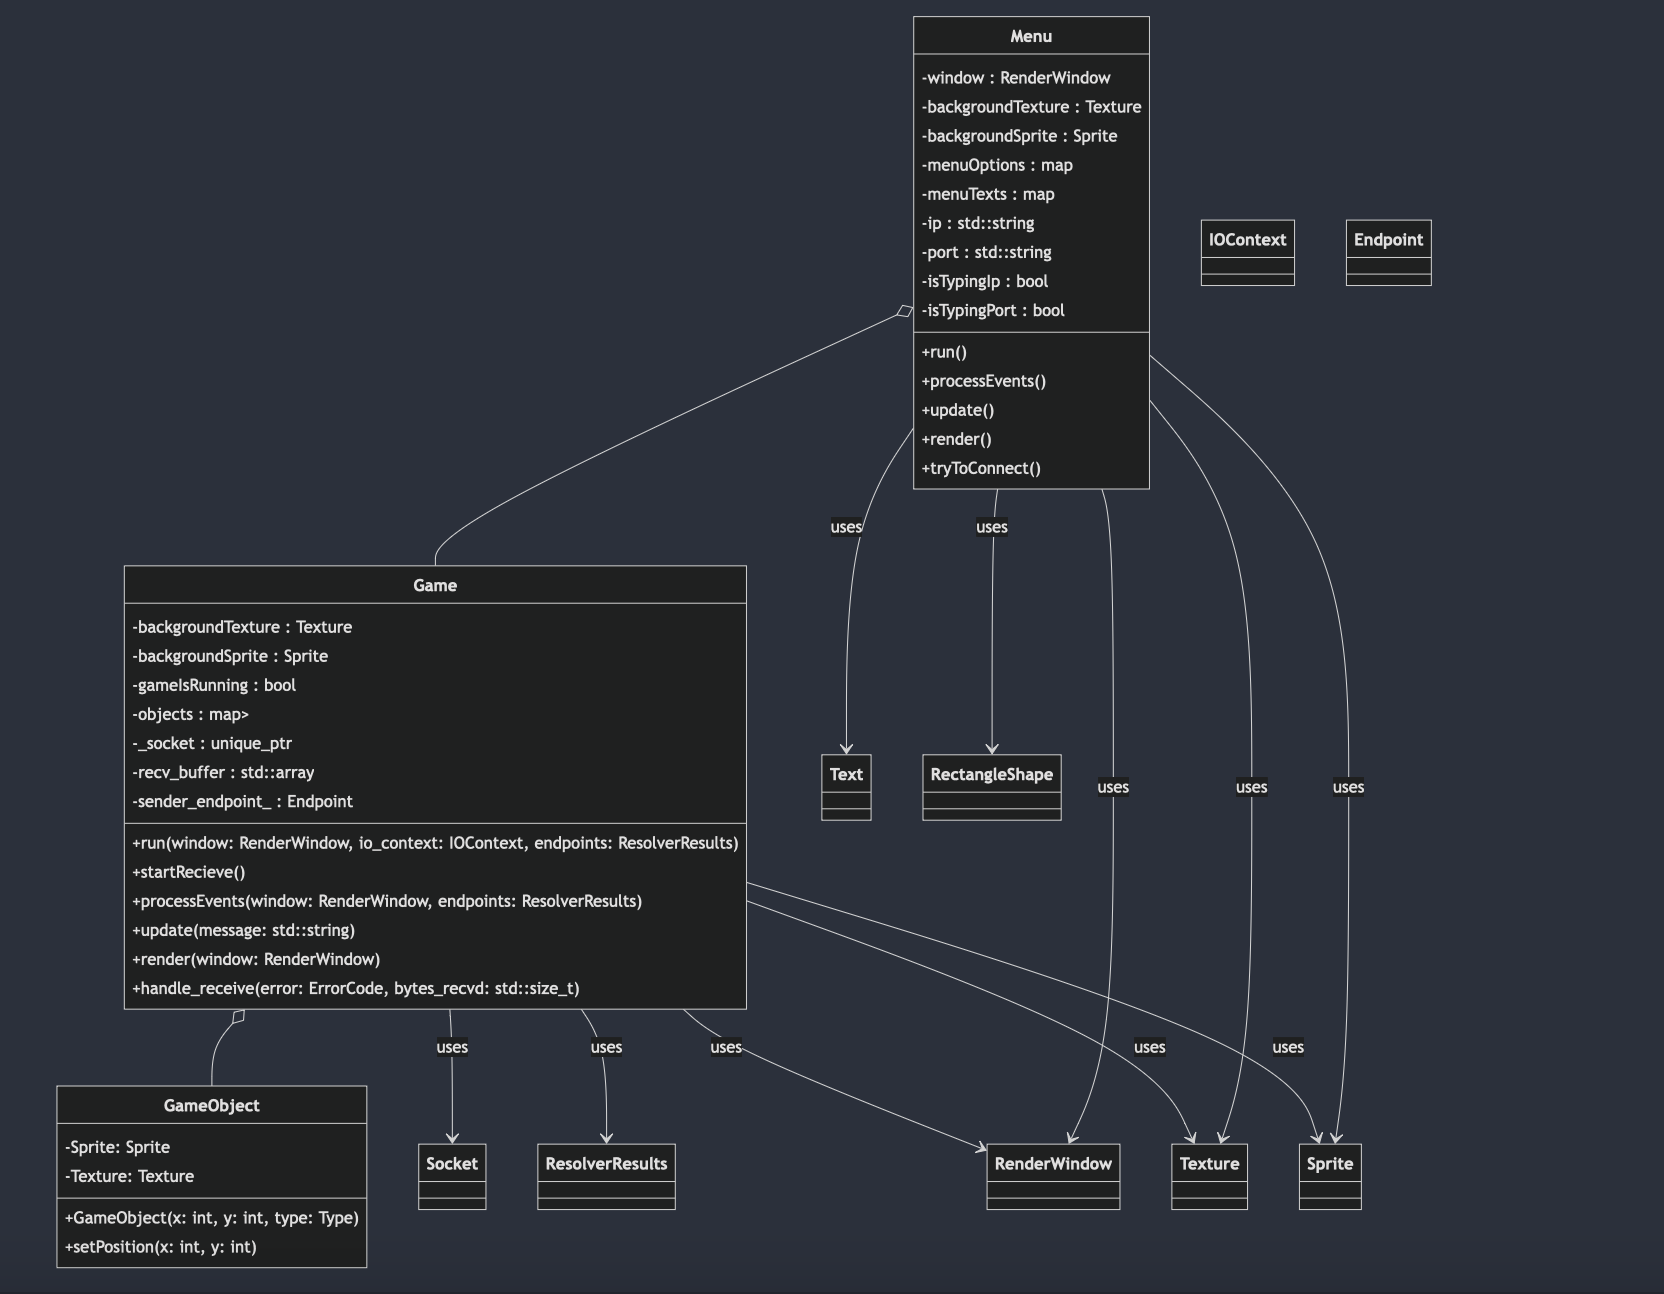 Menu
-window : RenderWindow
-backgroundTexture : Texture
-backgroundSprite : Sprite
-menuOptions : map
-menuTexts : map
-ip : std::string
-port : std::string
-isTypingIp : bool
-isTypingPort : bool
+run()
+processEvents()
+update()
+render()
+tryToConnect()
IOContext
Endpoint
uses
uses
Game
-backgroundTexture : Texture
-backgroundSprite : Sprite
-gameIsRunning : bool
-objects : map>
-_socket : unique_ptr
-recv_buffer : std::array
-sender_endpoint_ : Endpoint
+run(window: RenderWindow, io_context: IOContext, endpoints: ResolverResults)
+startRecieve()
+processEvents(window: RenderWindow, endpoints: ResolverResults)
+update(message: std::string)
+render(window: RenderWindow)
+handle_receive(error: ErrorCode, bytes_recvd: std::size_t)
Text
RectangleShape
uses
uses
uses
uses
uses
uses
uses
uses
GameObject
-Sprite: Sprite
-Texture: Texture
+GameObject(x: int, y: int, type: Type)
+setPosition(x: int, y: int)
Socket
ResolverResults
RenderWindow
Texture
Sprite